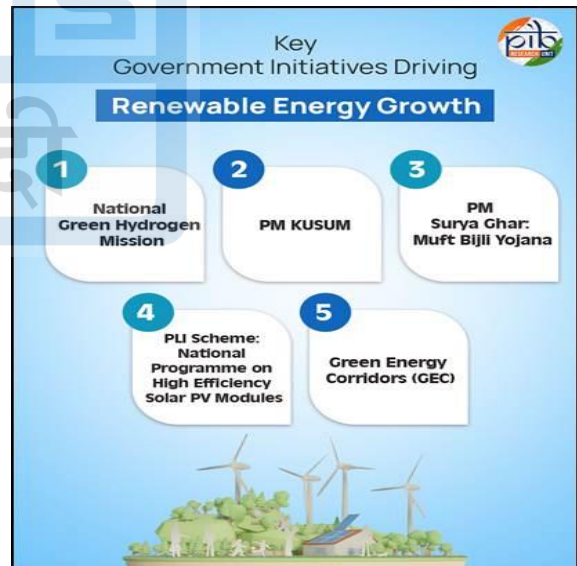 Key
Government Initiatives Driving
Renewable Energy Growth
pib
RESEARCH UNIT
1
National
Green Hydrogen
Mission
2
PM KUSUM
3
PM
Surya Ghar:
Muft Bijli Yojana
4
PLI Scheme:
National
Programme on
High Efficiency
Solar PV Modules
5
Green Energy
Corridors (GEC)